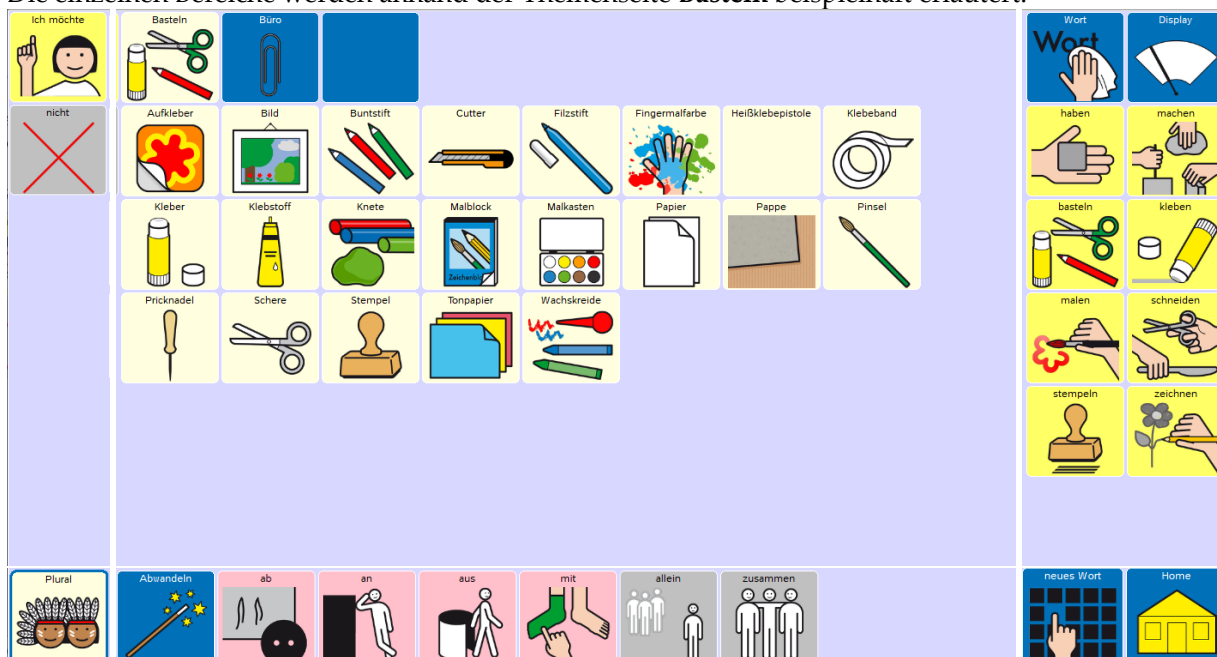 Die einzelnen Bereiche werden anhand der Themenseite Basteln beispielhaft erläutert.
Ich möchte Basteln Büro Wort Display
Wort
nicht Aufkleber Bild Buntstift Cutter Filzstift Fingermalfarbe Heißklebepistole Klebeband haben machen
Kleber Klebstoff Knete Malblock Malkasten Papier Pappe Pinsel basteln kleben
Zeichenblo
Pricknadel Schere Stempel Tonpapier Wachskreide malen schneiden
stempeln zeichnen
Plural Abwandeln ab an aus mit allein zusammen neues Wort Home